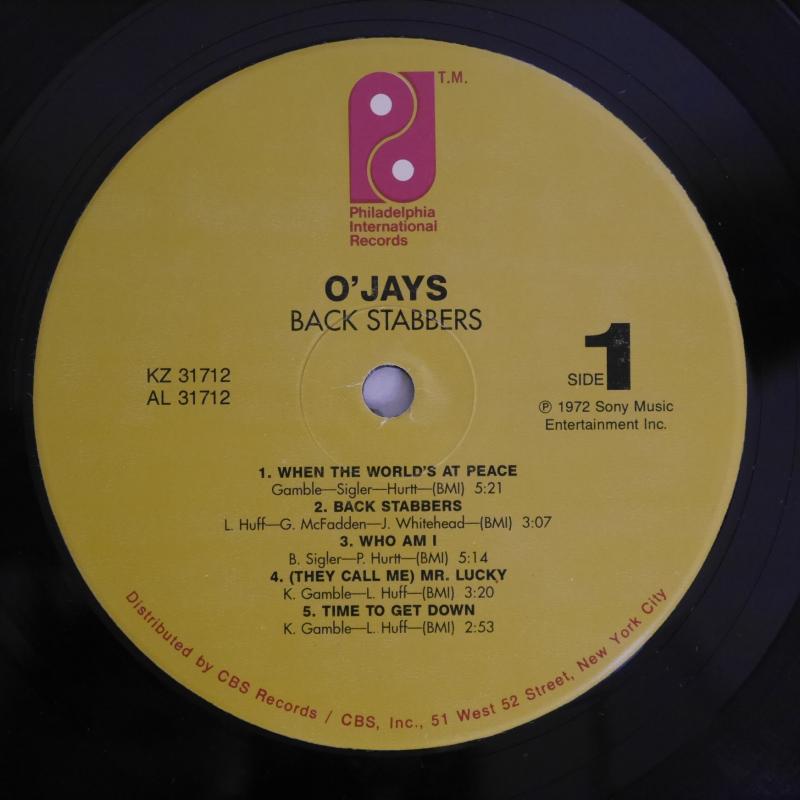 T.M.
Philadelphia
International
Records
O'JAYS
BACK STABBERS
KZ 31712
AL 31712
SIDE 1
℗ 1972 Sony Music
Entertainment Inc.
1. WHEN THE WORLD'S AT PEACE
Gamble—Sigler—Hurtt—(BMI) 5:21
2. BACK STABBERS
L. Huff—G. McFadden—J. Whitehead—(BMI) 3:07
3. WHO AM I
B. Sigler—P. Hurtt—(BMI) 5:14
4. (THEY CALL ME) MR. LUCKY
K. Gamble—L. Huff—(BMI) 3:20
5. TIME TO GET DOWN
K. Gamble—L. Huff—(BMI) 2:53
Distributed by CBS Records / CBS, Inc., 51 West 52 Street, New York City